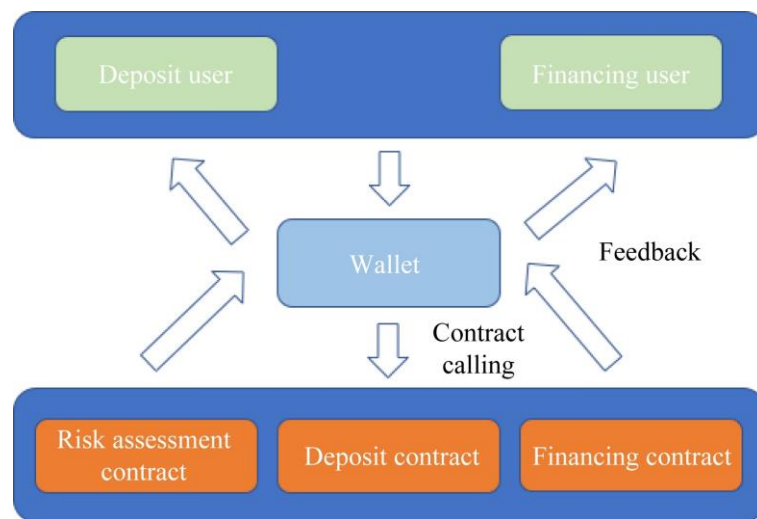 Deposit user
Financing user
Wallet
Feedback
Contract
calling
Risk assessment
contract
Deposit contract
Financing contract